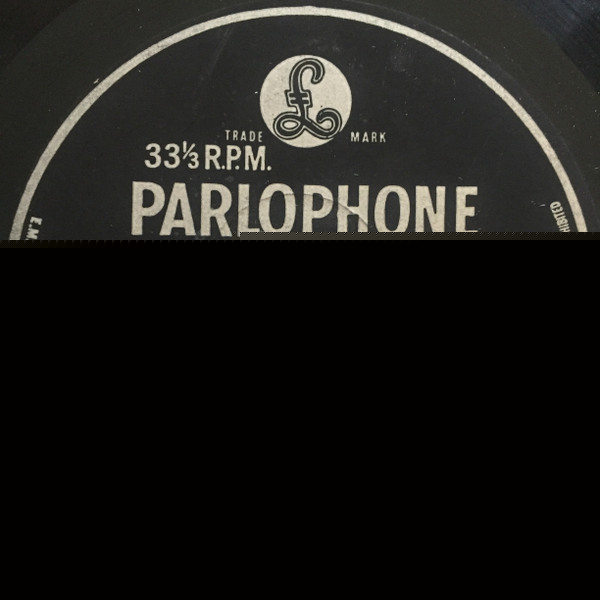 £
TRADE MARK
33⅓ R.P.M.
PARLOPHONE